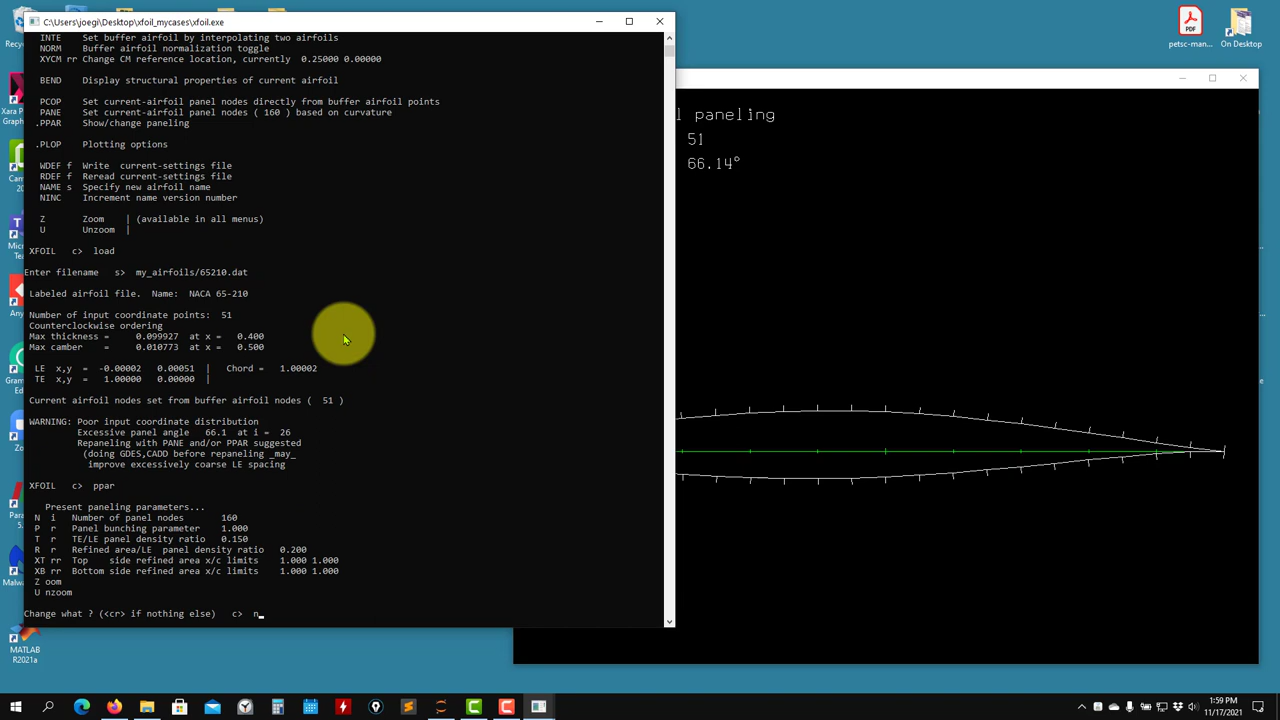 C:\Users\joegi\Desktop\xfoil_mycases\xfoil.exe
INTE   Set buffer airfoil by interpolating two airfoils
NORM   Buffer airfoil normalization toggle
XYCM rr Change CM reference location, currently   0.25000 0.00000
BEND   Display structural properties of current airfoil
PCOP   Set current-airfoil panel nodes directly from buffer airfoil points
PANE   Set current-airfoil panel nodes ( 160 ) based on curvature
.PPAR   Show/change paneling
.PLOP   Plotting options
WDEF f  Write  current-settings file
RDEF f  Reread current-settings file
NAME s  Specify new airfoil name
NINC    Increment name version number
Z      Zoom    | (available in all menus)
U      Unzoom  |
XFOIL   c>  load
Enter filename   s>  my_airfoils/65210.dat
Labeled airfoil file.  Name:  NACA 65-210
Number of input coordinate points:  51
Counterclockwise ordering
Max thickness =     0.099927  at x =   0.400
Max camber    =     0.010773  at x =   0.500
LE  x,y  =  -0.00002   0.00051  |   Chord =   1.00002
TE  x,y  =   1.00000   0.00000  |
Current airfoil nodes set from buffer airfoil nodes (  51 )
WARNING: Poor input coordinate distribution
Excessive panel angle   66.1  at i =  26
Repaneling with PANE and/or PPAR suggested
(doing GDES,CADD before repaneling _may_
improve excessively coarse LE spacing
XFOIL   c>  ppar
Present paneling parameters...
N  i   Number of panel nodes      160
P  r   Panel bunching parameter   1.000
T  r   TE/LE panel density ratio  0.150
R  r   Refined area/LE  panel density ratio   0.200
XT rr  Top    side refined area x/c limits    1.000 1.000
XB rr  Bottom side refined area x/c limits    1.000 1.000
Z oom
U nzoom
Change what ? (<cr> if nothing else)   c>  n_
l paneling
51
66.14°
petsc-man...
On Desktop
MATLAB
R2021a
1:59 PM
11/17/2021